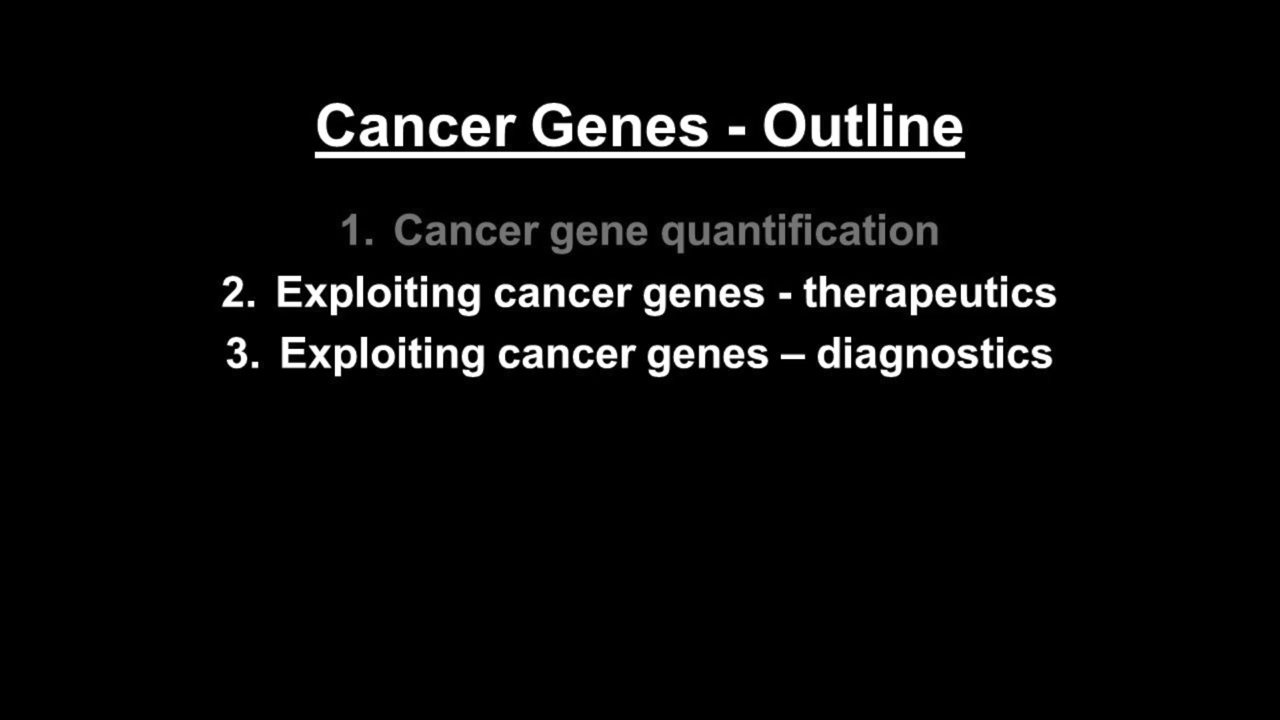 Cancer Genes - Outline
1. Cancer gene quantification
2. Exploiting cancer genes - therapeutics
3. Exploiting cancer genes – diagnostics